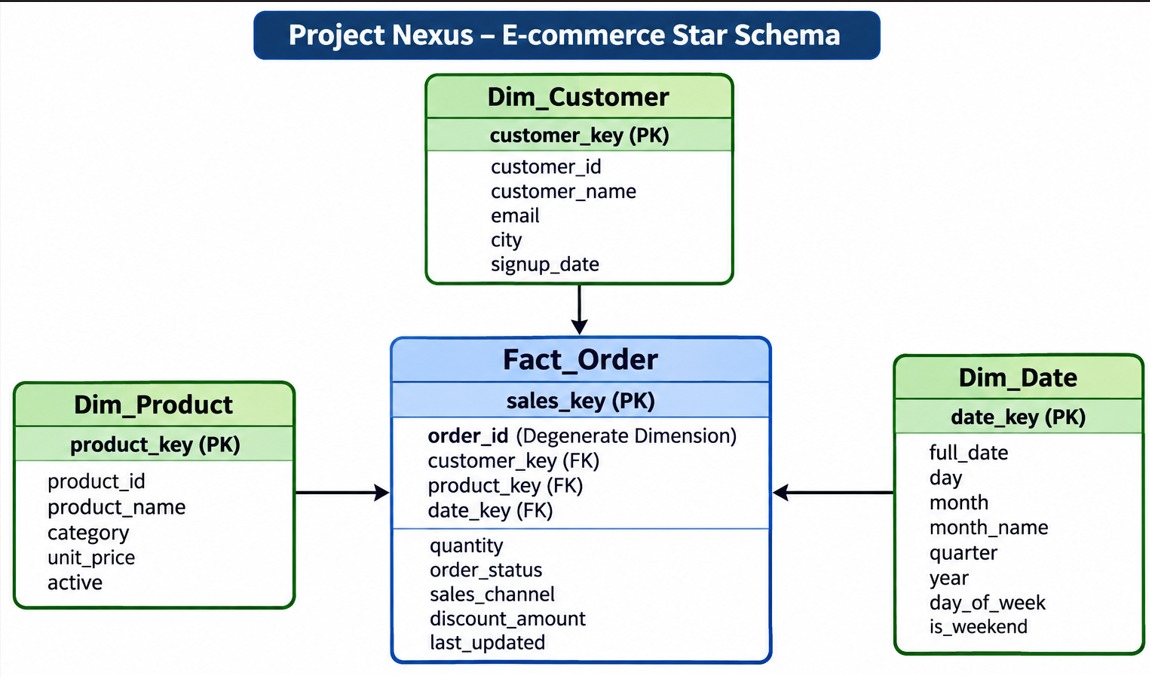 Project Nexus – E-commerce Star Schema
Dim_Customer
customer_key (PK)
customer_id
customer_name
email
city
signup_date
Dim_Product
product_key (PK)
product_id
product_name
category
unit_price
active
Fact_Order
sales_key (PK)
order_id (Degenerate Dimension)
customer_key (FK)
product_key (FK)
date_key (FK)
quantity
order_status
sales_channel
discount_amount
last_updated
Dim_Date
date_key (PK)
full_date
day
month
month_name
quarter
year
day_of_week
is_weekend